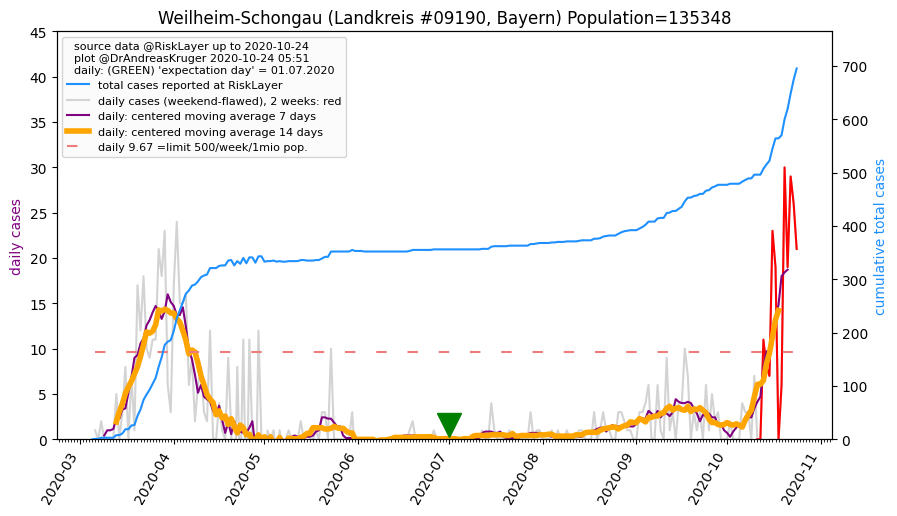 Weilheim-Schongau (Landkreis #09190, Bayern) Population=135348
source data @RiskLayer up to 2020-10-24
plot @DrAndreasKruger 2020-10-24 05:51
daily: (GREEN) 'expectation day' = 01.07.2020
total cases reported at RiskLayer
daily cases (weekend-flawed), 2 weeks: red
daily: centered moving average 7 days
daily: centered moving average 14 days
daily 9.67 =limit 500/week/1mio pop.
daily cases
45
40
35
30
25
20
15
10
5
0
cumulative total cases
700
600
500
400
300
200
100
0
2020-03
2020-04
2020-05
2020-06
2020-07
2020-08
2020-09
2020-10
2020-11